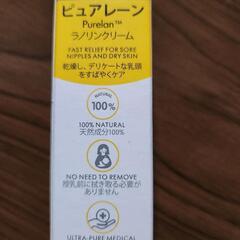 ピュアレーン
Purelan™
ラノリンクリーム
FAST RELIEF FOR SORE
NIPPLES AND DRY SKIN
乾燥し、デリケートな乳頭
をすばやくケア
NATURAL
100%
100% NATURAL
天然成分100%
NO NEED TO REMOVE
授乳前に拭き取る必要が
ありません
ULTRA-PURE MEDICAL